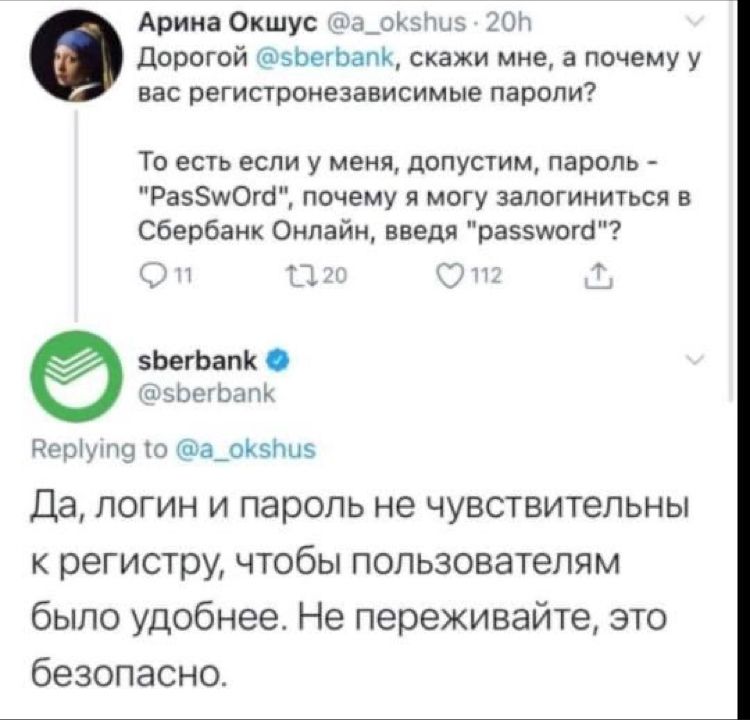 Арина Окшус @a_okshus · 20h
Дорогой @sberbank, скажи мне, а почему у
вас регистронезависимые пароли?
То есть если у меня, допустим, пароль -
"PasSwOrd", почему я могу залогиниться в
Сбербанк Онлайн, введя "password"?
11 20 112
sberbank
@sberbank
Replying to @a_okshus
Да, логин и пароль не чувствительны
к регистру, чтобы пользователям
было удобнее. Не переживайте, это
безопасно.